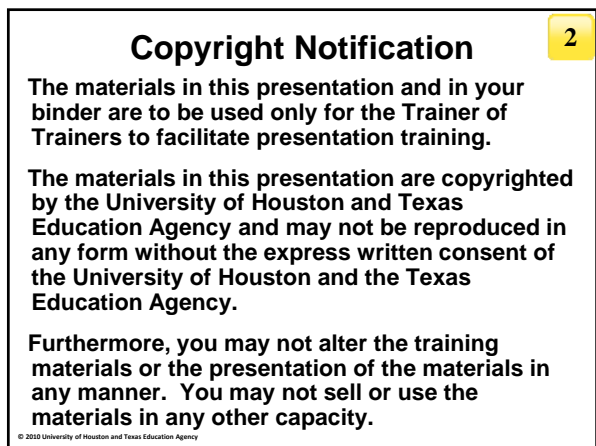 Copyright Notification
2
The materials in this presentation and in your
binder are to be used only for the Trainer of
Trainers to facilitate presentation training.
The materials in this presentation are copyrighted
by the University of Houston and Texas
Education Agency and may not be reproduced in
any form without the express written consent of
the University of Houston and the Texas
Education Agency.
Furthermore, you may not alter the training
materials or the presentation of the materials in
any manner.  You may not sell or use the
materials in any other capacity.
© 2010 University of Houston and Texas Education Agency